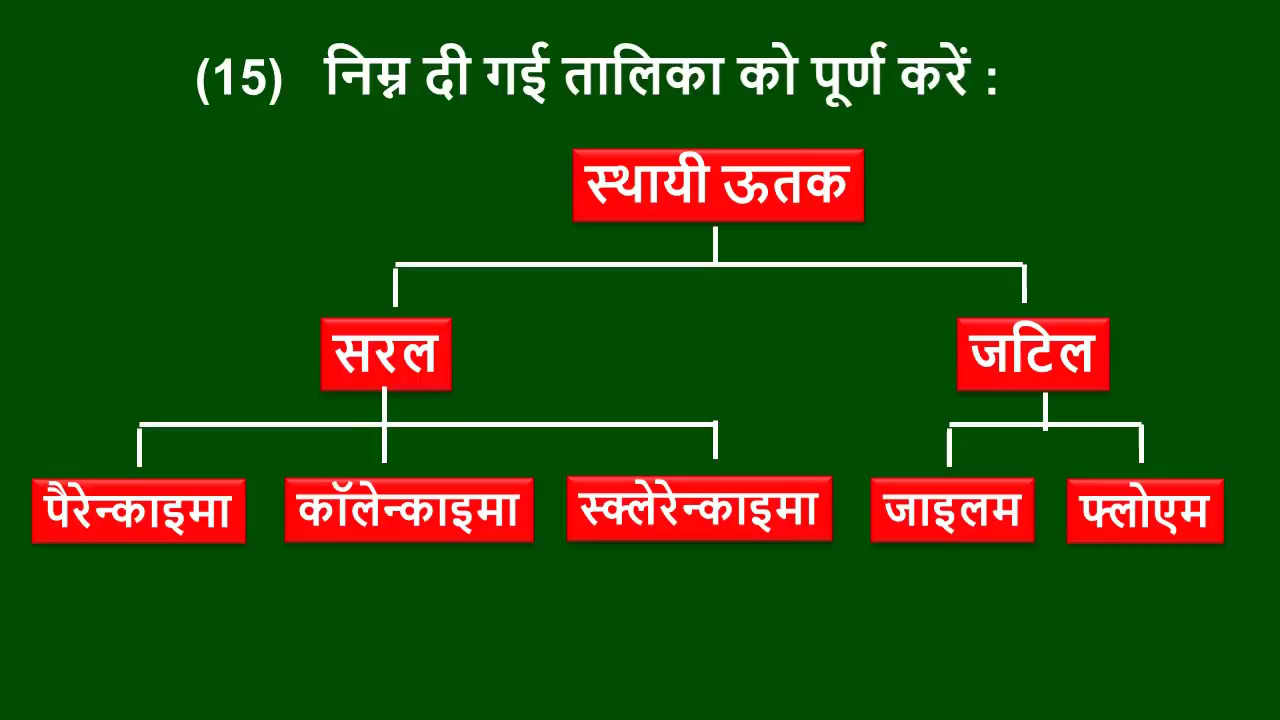 (15) निम्न दी गई तालिका को पूर्ण करें :
स्थायी ऊतक
सरल
जटिल
पैरेन्काइमा
कॉलेन्काइमा
स्क्लेरेन्काइमा
जाइलम
फ्लोएम